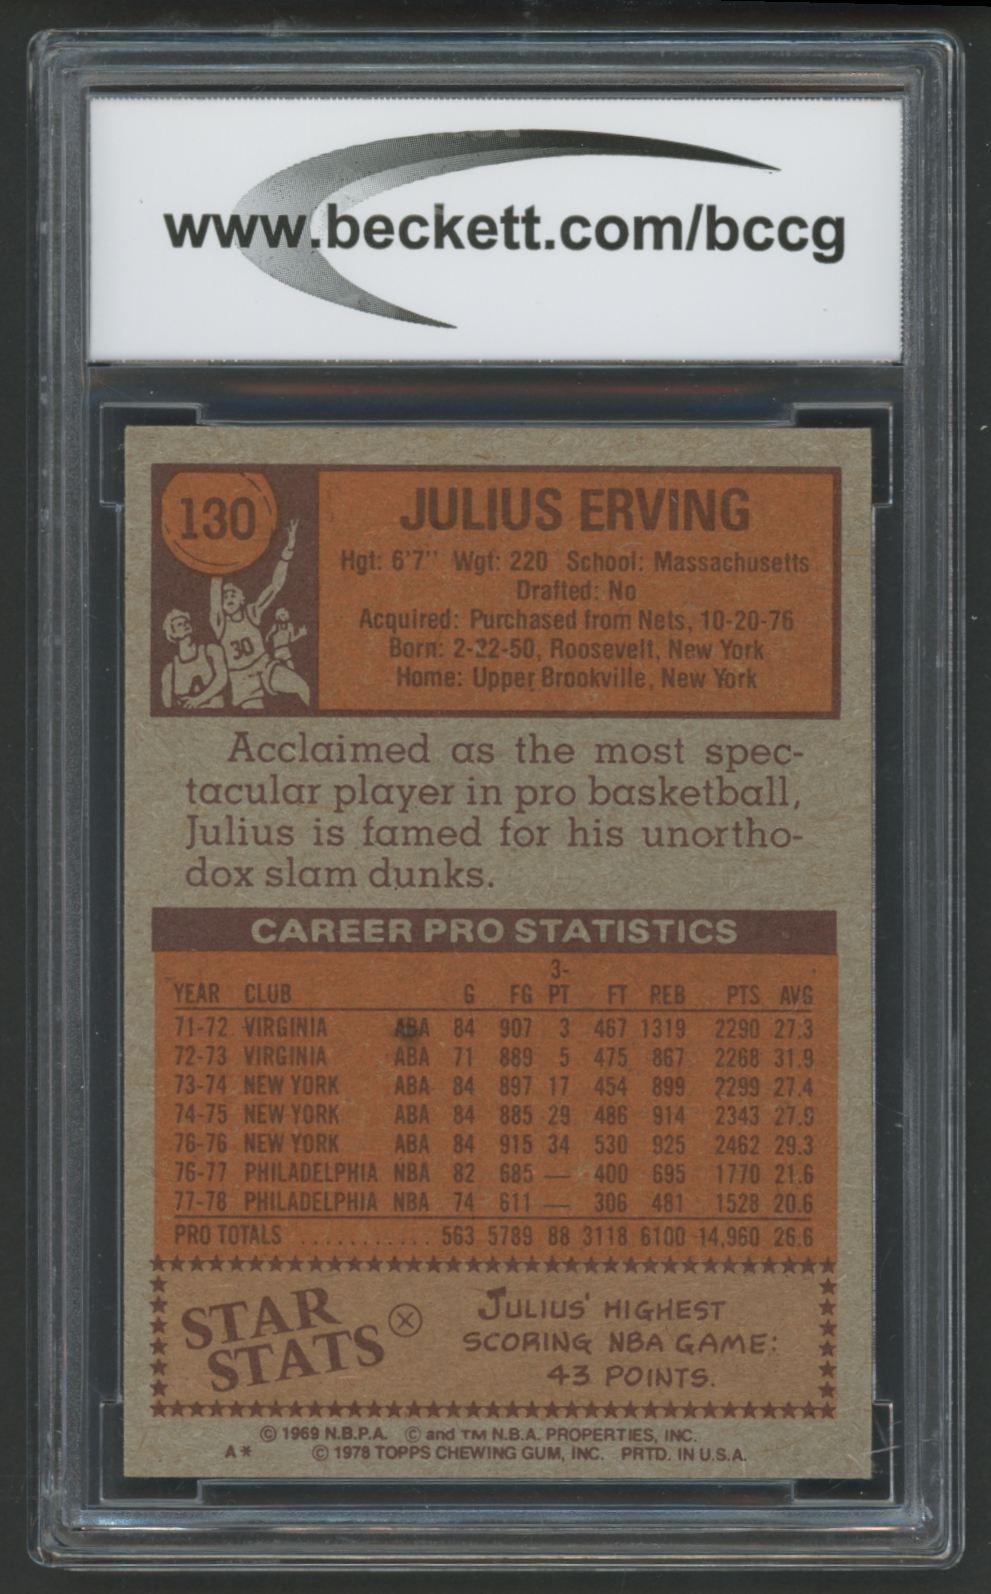 www.beckett.com/bccg
130
30
JULIUS ERVING
Hgt: 6'7" Wgt: 220 School: Massachusetts
Drafted: No
Acquired: Purchased from Nets, 10-20-76
Born: 2-22-50, Roosevelt, New York
Home: Upper Brookville, New York
Acclaimed as the most spec-
tacular player in pro basketball,
Julius is famed for his unortho-
dox slam dunks.
CAREER PRO STATISTICS
3-
YEAR CLUB G FG PT FT REB PTS AVG
71-72 VIRGINIA ABA 84 907 3 467 1319 2290 27.3
72-73 VIRGINIA ABA 71 889 5 475 867 2268 31.9
73-74 NEW YORK ABA 84 897 17 454 899 2299 27.4
74-75 NEW YORK ABA 84 885 29 486 914 2343 27.9
76-76 NEW YORK ABA 84 915 34 530 925 2462 29.3
76-77 PHILADELPHIA NBA 82 685 — 400 695 1770 21.6
77-78 PHILADELPHIA NBA 74 611 — 306 481 1528 20.6
PRO TOTALS ........... 563 5789 88 3118 6100 14,960 26.6
STAR
STATS
X
JULIUS' HIGHEST
SCORING NBA GAME:
43 POINTS.
© 1969 N.B.P.A. © and TM N.B.A. PROPERTIES, INC.
A* © 1978 TOPPS CHEWING GUM, INC. PRTD. IN U.S.A.